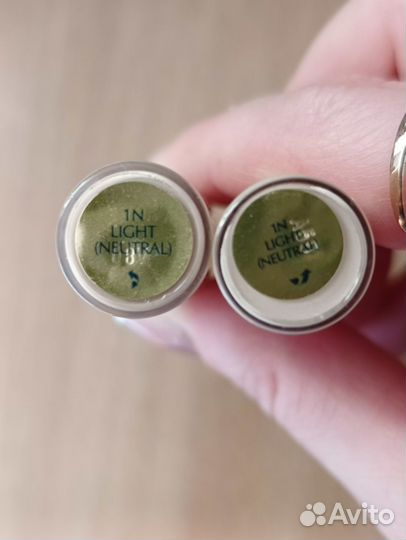 1N
LIGHT
(NEUTRAL)
1N
LIGHT
(NEUTRAL)
Avito